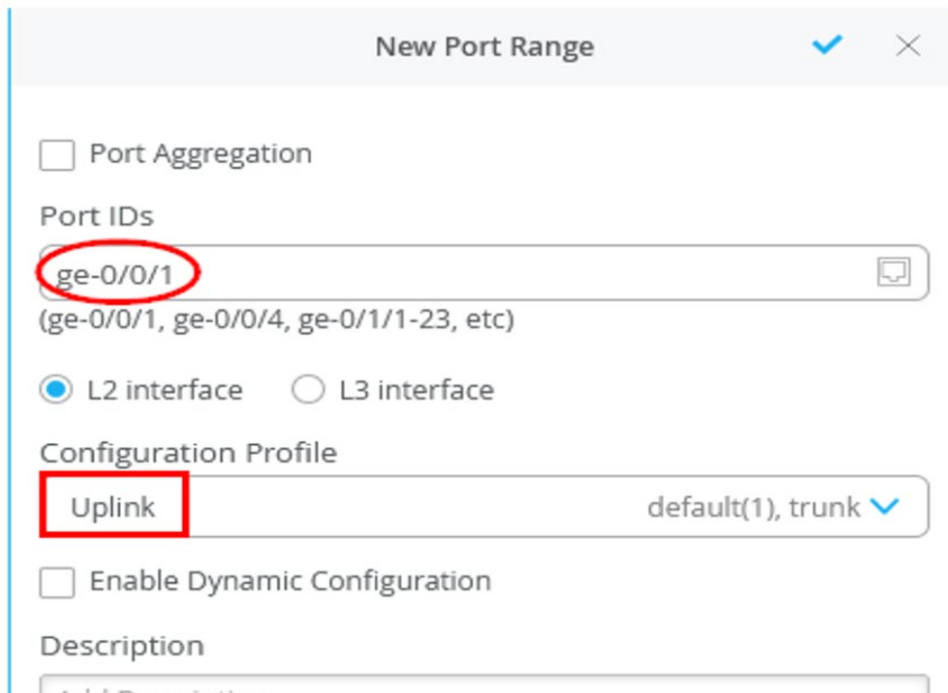 New Port Range
Port Aggregation
Port IDs
ge-0/0/1
(ge-0/0/1, ge-0/0/4, ge-0/1/1-23, etc)
L2 interface L3 interface
Configuration Profile
Uplink default(1), trunk
Enable Dynamic Configuration
Description